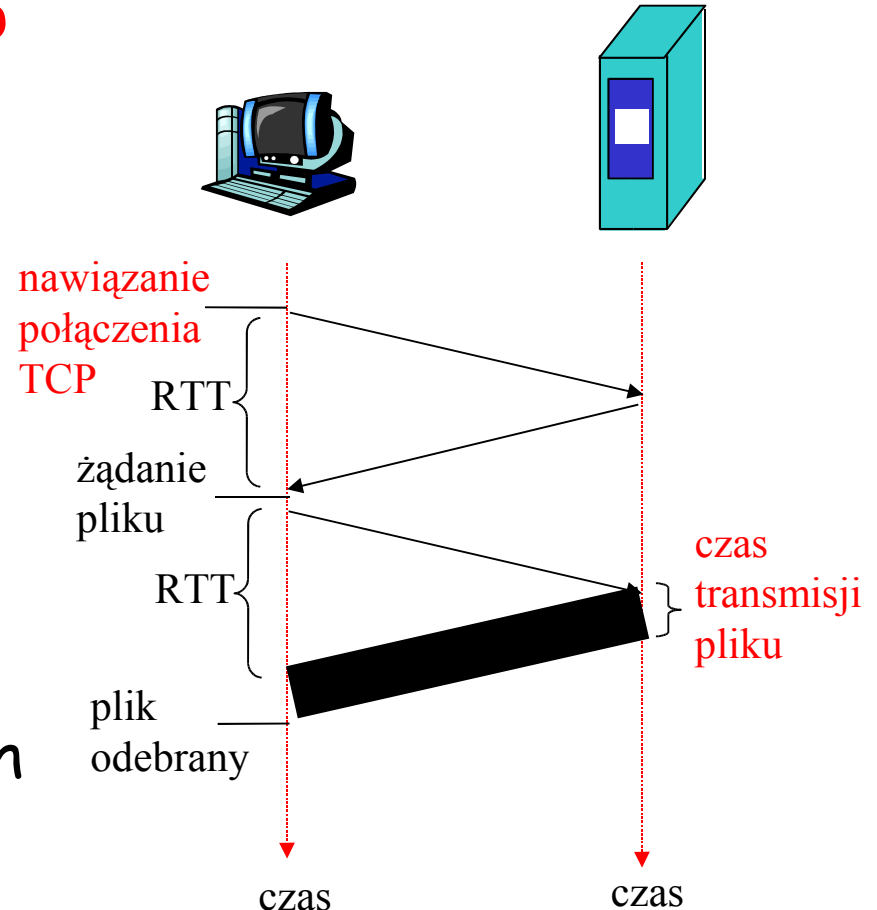 nawiązanie
połączenia
TCP
RTT
żądanie
pliku
RTT
czas
transmisji
pliku
plik
odebrany
czas
czas